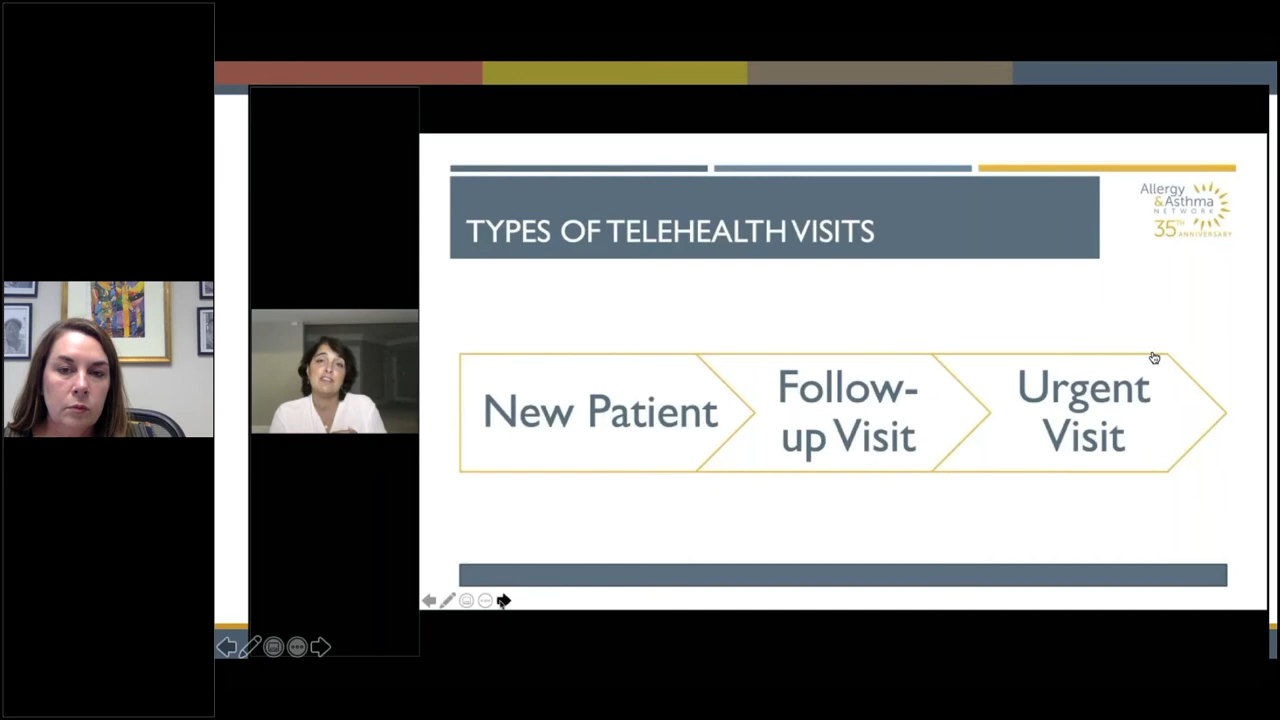 TYPES OF TELEHEALTH VISITS
Allergy
&Asthma
NETWORK
35TH ANNIVERSARY
New Patient
Follow-
up Visit
Urgent
Visit